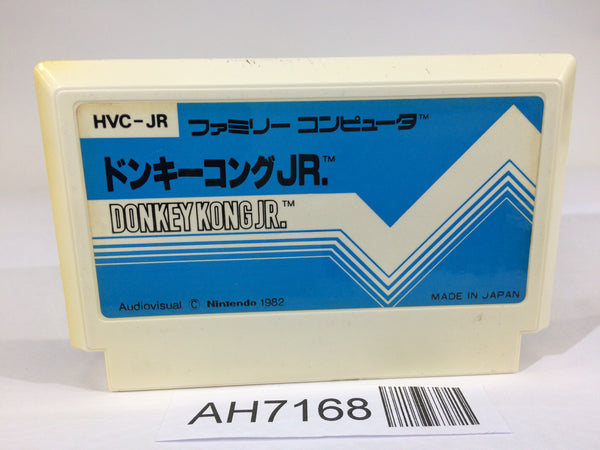 HVC-JR ファミリー コンピュータ™
ドンキーコングJR.™
DONKEY KONG JR.™
Audiovisual © Nintendo 1982
MADE IN JAPAN
AH7168